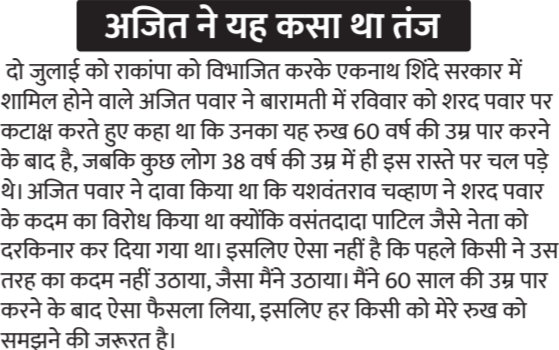 अजित ने यह कसा था तंज
दो जुलाई को राकांपा को विभाजित करके एकनाथ शिंदे सरकार में
शामिल होने वाले अजित पवार ने बारामती में रविवार को शरद पवार पर
कटाक्ष करते हुए कहा था कि उनका यह रुख 60 वर्ष की उम्र पार करने
के बाद है, जबकि कुछ लोग 38 वर्ष की उम्र में ही इस रास्ते पर चल पड़े
थे। अजित पवार ने दावा किया था कि यशवंतराव चव्हाण ने शरद पवार
के कदम का विरोध किया था क्योंकि वसंतदादा पाटिल जैसे नेता को
दरकिनार कर दिया गया था। इसलिए ऐसा नहीं है कि पहले किसी ने उस
तरह का कदम नहीं उठाया, जैसा मैंने उठाया। मैंने 60 साल की उम्र पार
करने के बाद ऐसा फैसला लिया, इसलिए हर किसी को मेरे रुख को
समझने की जरूरत है।